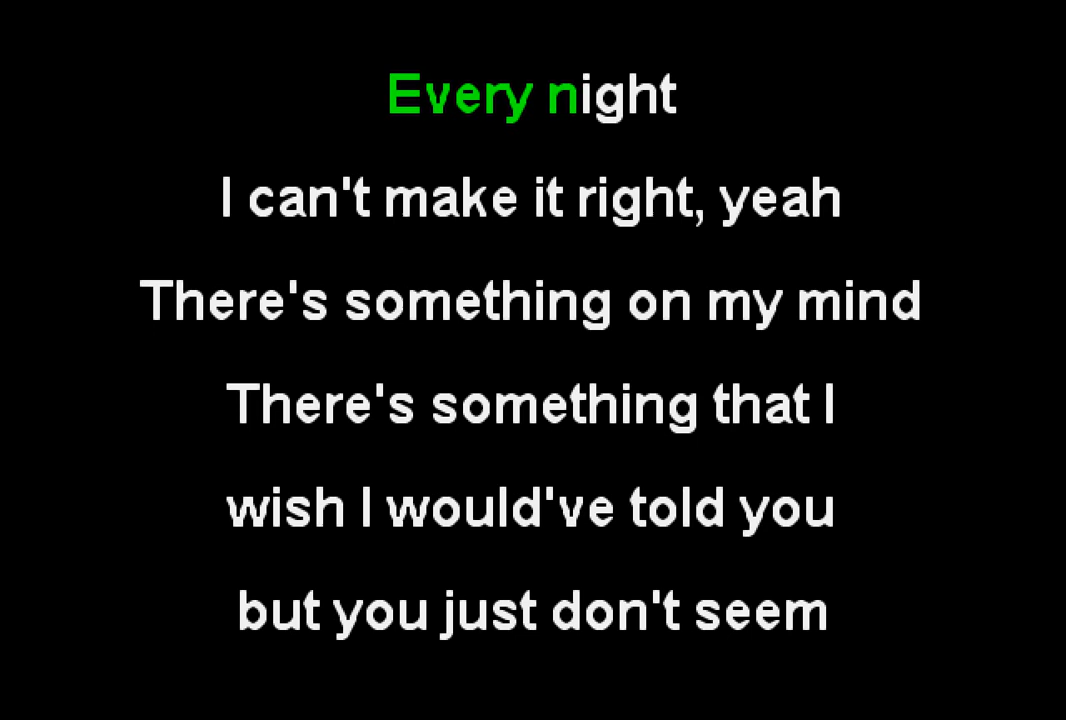 Every night
I can't make it right, yeah
There's something on my mind
There's something that I
wish I would've told you
but you just don't seem